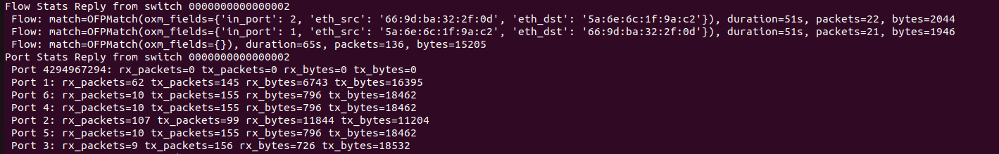 Flow Stats Reply from switch 0000000000000002
Flow: match=OFPMatch(oxm_fields={'in_port': 2, 'eth_src': '66:9d:ba:32:2f:0d', 'eth_dst': '5a:6e:6c:1f:9a:c2'}), duration=51s, packets=22, bytes=2044
Flow: match=OFPMatch(oxm_fields={'in_port': 1, 'eth_src': '5a:6e:6c:1f:9a:c2', 'eth_dst': '66:9d:ba:32:2f:0d'}), duration=51s, packets=21, bytes=1946
Flow: match=OFPMatch(oxm_fields={}), duration=65s, packets=136, bytes=15205
Port Stats Reply from switch 0000000000000002
Port 4294967294: rx_packets=0 tx_packets=0 rx_bytes=0 tx_bytes=0
Port 1: rx_packets=62 tx_packets=145 rx_bytes=6743 tx_bytes=16395
Port 6: rx_packets=10 tx_packets=155 rx_bytes=796 tx_bytes=18462
Port 4: rx_packets=10 tx_packets=155 rx_bytes=796 tx_bytes=18462
Port 2: rx_packets=107 tx_packets=99 rx_bytes=11844 tx_bytes=11204
Port 5: rx_packets=10 tx_packets=155 rx_bytes=796 tx_bytes=18462
Port 3: rx_packets=9 tx_packets=156 rx_bytes=726 tx_bytes=18532